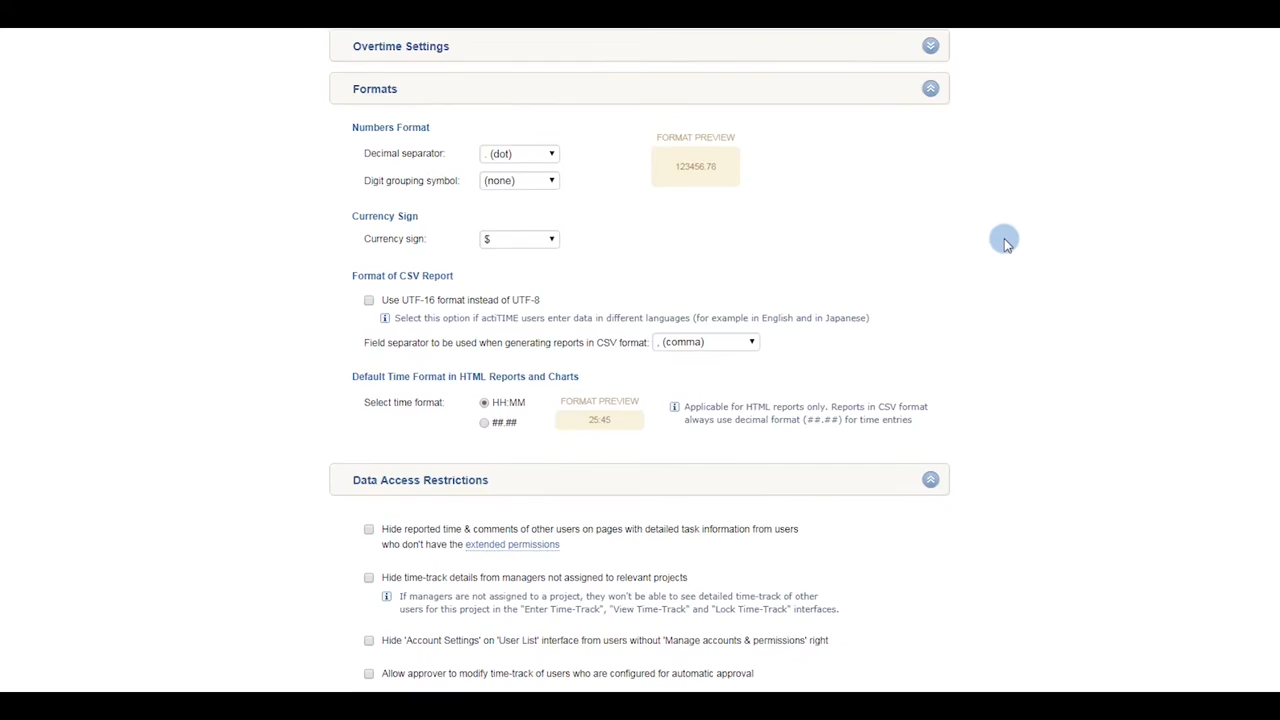 Overtime Settings
Formats
Numbers Format
Decimal separator: . (dot)
Digit grouping symbol: (none)
FORMAT PREVIEW
123456.78
Currency Sign
Currency sign: $
Format of CSV Report
Use UTF-16 format instead of UTF-8
Select this option if actiTIME users enter data in different languages (for example in English and in Japanese)
Field separator to be used when generating reports in CSV format: , (comma)
Default Time Format in HTML Reports and Charts
Select time format: HH:MM
##.##
FORMAT PREVIEW
25:45
Applicable for HTML reports only. Reports in CSV format
always use decimal format (##.##) for time entries
Data Access Restrictions
Hide reported time & comments of other users on pages with detailed task information from users
who don't have the extended permissions
Hide time-track details from managers not assigned to relevant projects
If managers are not assigned to a project, they won't be able to see detailed time-track of other
users for this project in the "Enter Time-Track", "View Time-Track" and "Lock Time-Track" interfaces.
Hide 'Account Settings' on 'User List' interface from users without 'Manage accounts & permissions' right
Allow approver to modify time-track of users who are configured for automatic approval